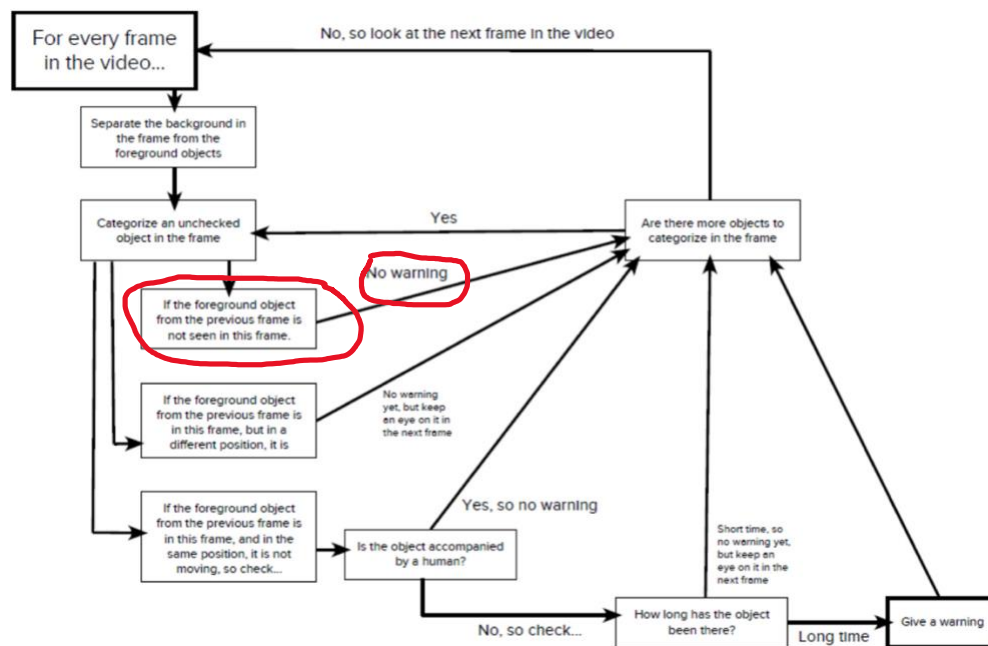 For every frame
in the video...
No, so look at the next frame in the video
Separate the background in
the frame from the
foreground objects
Categorize an unchecked
object in the frame
Yes
Are there more objects to
categorize in the frame
No warning
If the foreground object
from the previous frame is
not seen in this frame.
If the foreground object
from the previous frame is
in this frame, but in a
different position, it is
No warning
yet, but keep
an eye on it in
the next frame
If the foreground object
from the previous frame is
in this frame, and in the
same position, it is not
moving, so check...
Yes, so no warning
Is the object accompanied
by a human?
Short time, so
no warning yet,
but keep an
eye on it in the
next frame
No, so check...
How long has the object
been there?
Long time
Give a warning